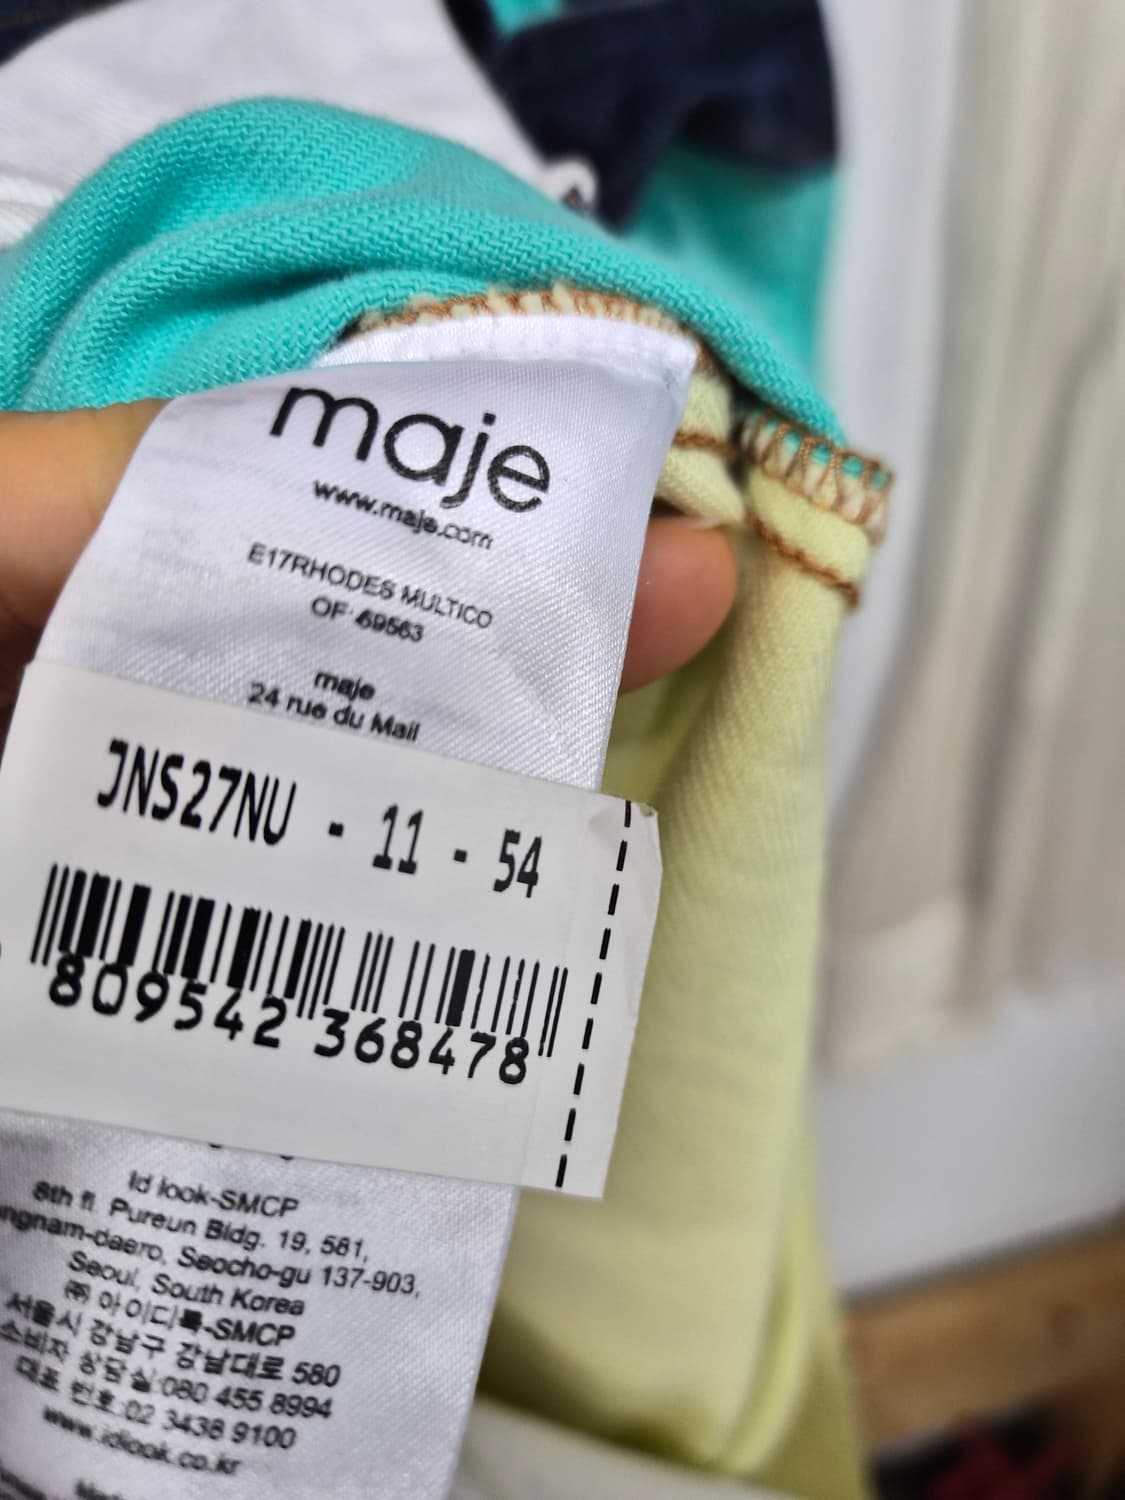 maje
www.maje.com
E17RHODES MULTICO
OF 69563
maje
24 rue du Mail
JNS27NU - 11 - 54
809542 368478
Id look-SMCP
6th fl. Pureun Bldg. 19, 581,
ngnam-daero, Seocho-gu 137-903,
Seoul, South Korea
㈜ 아이디룩-SMCP
서울시 강남구 강남대로 580
소비자 상담실:080 455 8994
대표 번호:02 3438 9100
www.idlook.co.kr